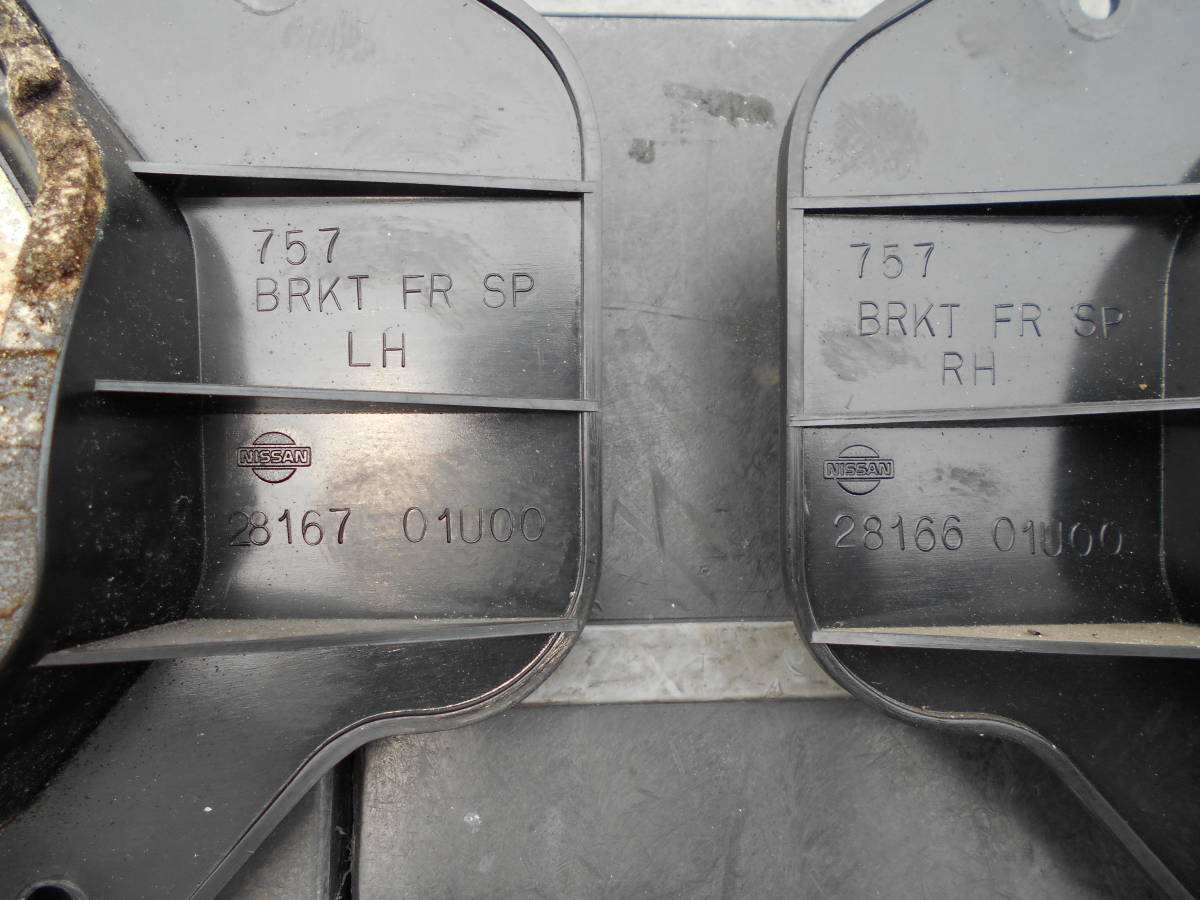 757
BRKT FR SP
LH
NISSAN
28167 01U00
757
BRKT FR SP
RH
NISSAN
28166 01U00